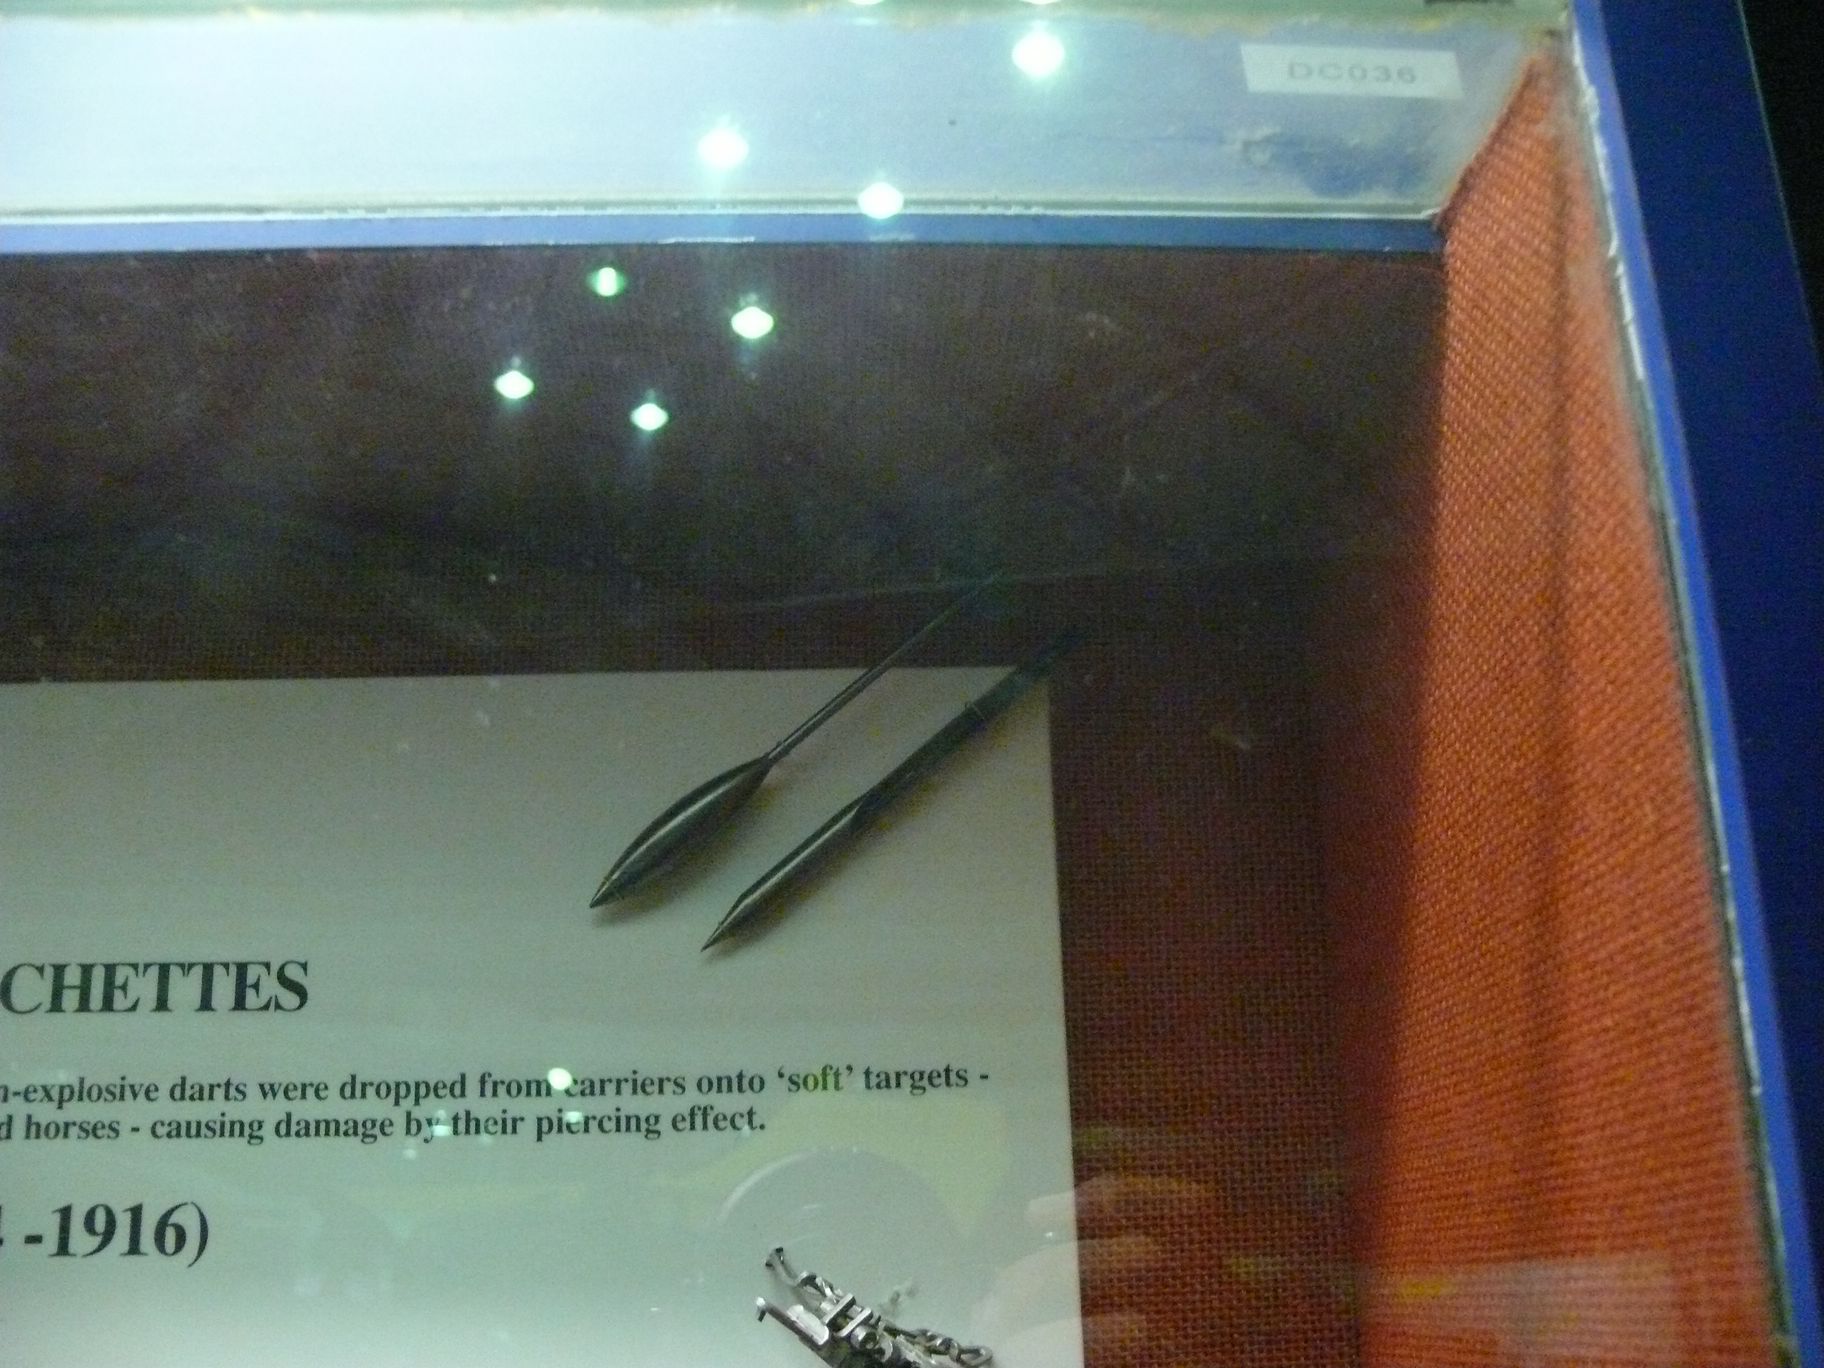 DC036
CHETTES
n-explosive darts were dropped from carriers onto ‘soft’ targets -
d horses - causing damage by their piercing effect.
-1916)